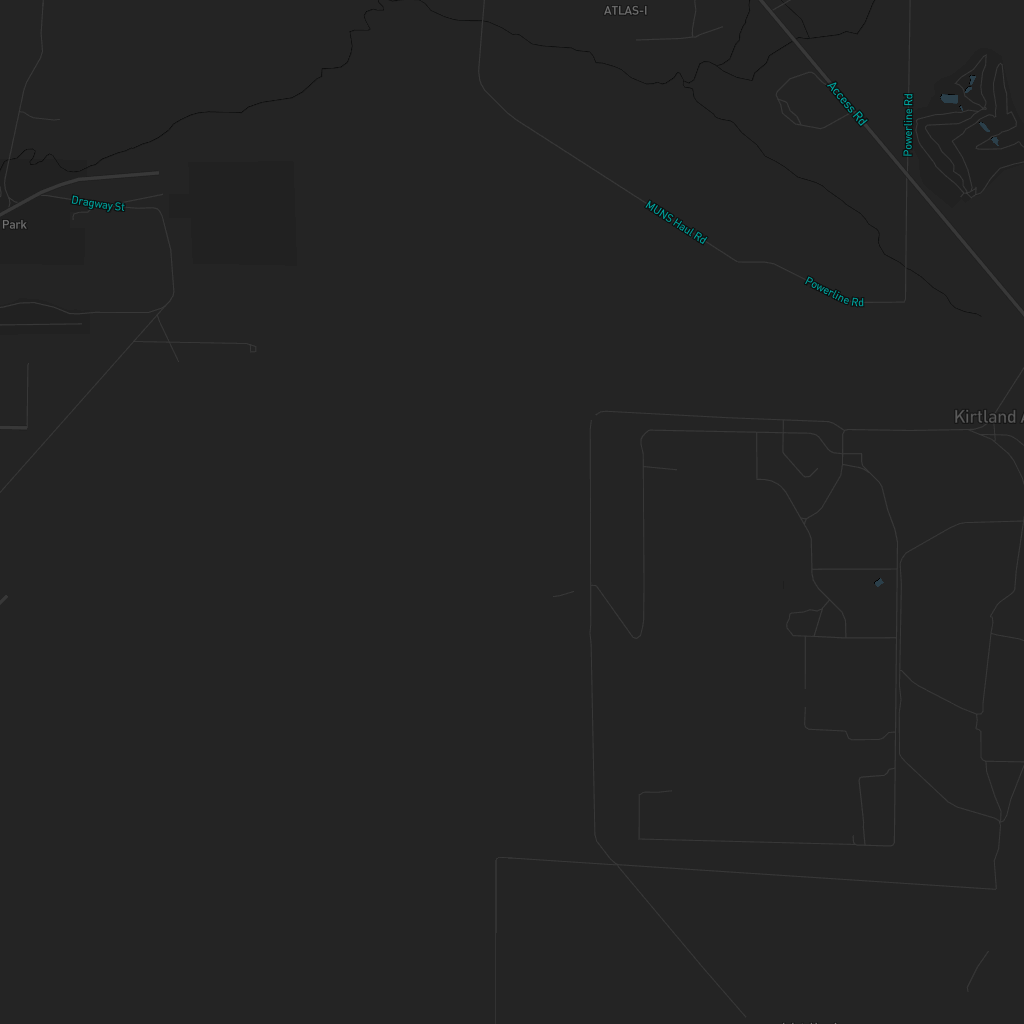 ATLAS-I
Access Rd
Powerline Rd
Dragway St
Park
MUNS Haul Rd
Powerline Rd
Kirtland A